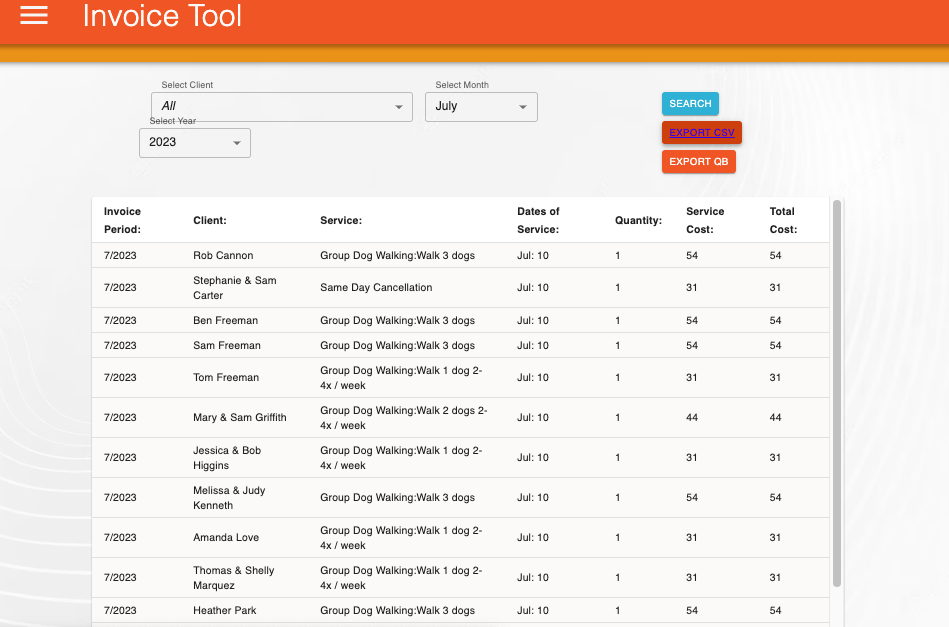 Invoice Tool
Select Client
Select Month
All
July
Select Year
2023
SEARCH
EXPORT CSV
EXPORT QB
Invoice Period: Client: Service: Dates of Service: Quantity: Service Cost: Total Cost:
7/2023 Rob Cannon Group Dog Walking:Walk 3 dogs Jul: 10 1 54 54
7/2023 Stephanie & Sam Carter Same Day Cancellation Jul: 10 1 31 31
7/2023 Ben Freeman Group Dog Walking:Walk 3 dogs Jul: 10 1 54 54
7/2023 Sam Freeman Group Dog Walking:Walk 3 dogs Jul: 10 1 54 54
7/2023 Tom Freeman Group Dog Walking:Walk 1 dog 2-4x / week Jul: 10 1 31 31
7/2023 Mary & Sam Griffith Group Dog Walking:Walk 2 dogs 2-4x / week Jul: 10 1 44 44
7/2023 Jessica & Bob Higgins Group Dog Walking:Walk 1 dog 2-4x / week Jul: 10 1 31 31
7/2023 Melissa & Judy Kenneth Group Dog Walking:Walk 3 dogs Jul: 10 1 54 54
7/2023 Amanda Love Group Dog Walking:Walk 1 dog 2-4x / week Jul: 10 1 31 31
7/2023 Thomas & Shelly Marquez Group Dog Walking:Walk 1 dog 2-4x / week Jul: 10 1 31 31
7/2023 Heather Park Group Dog Walking:Walk 3 dogs Jul: 10 1 54 54